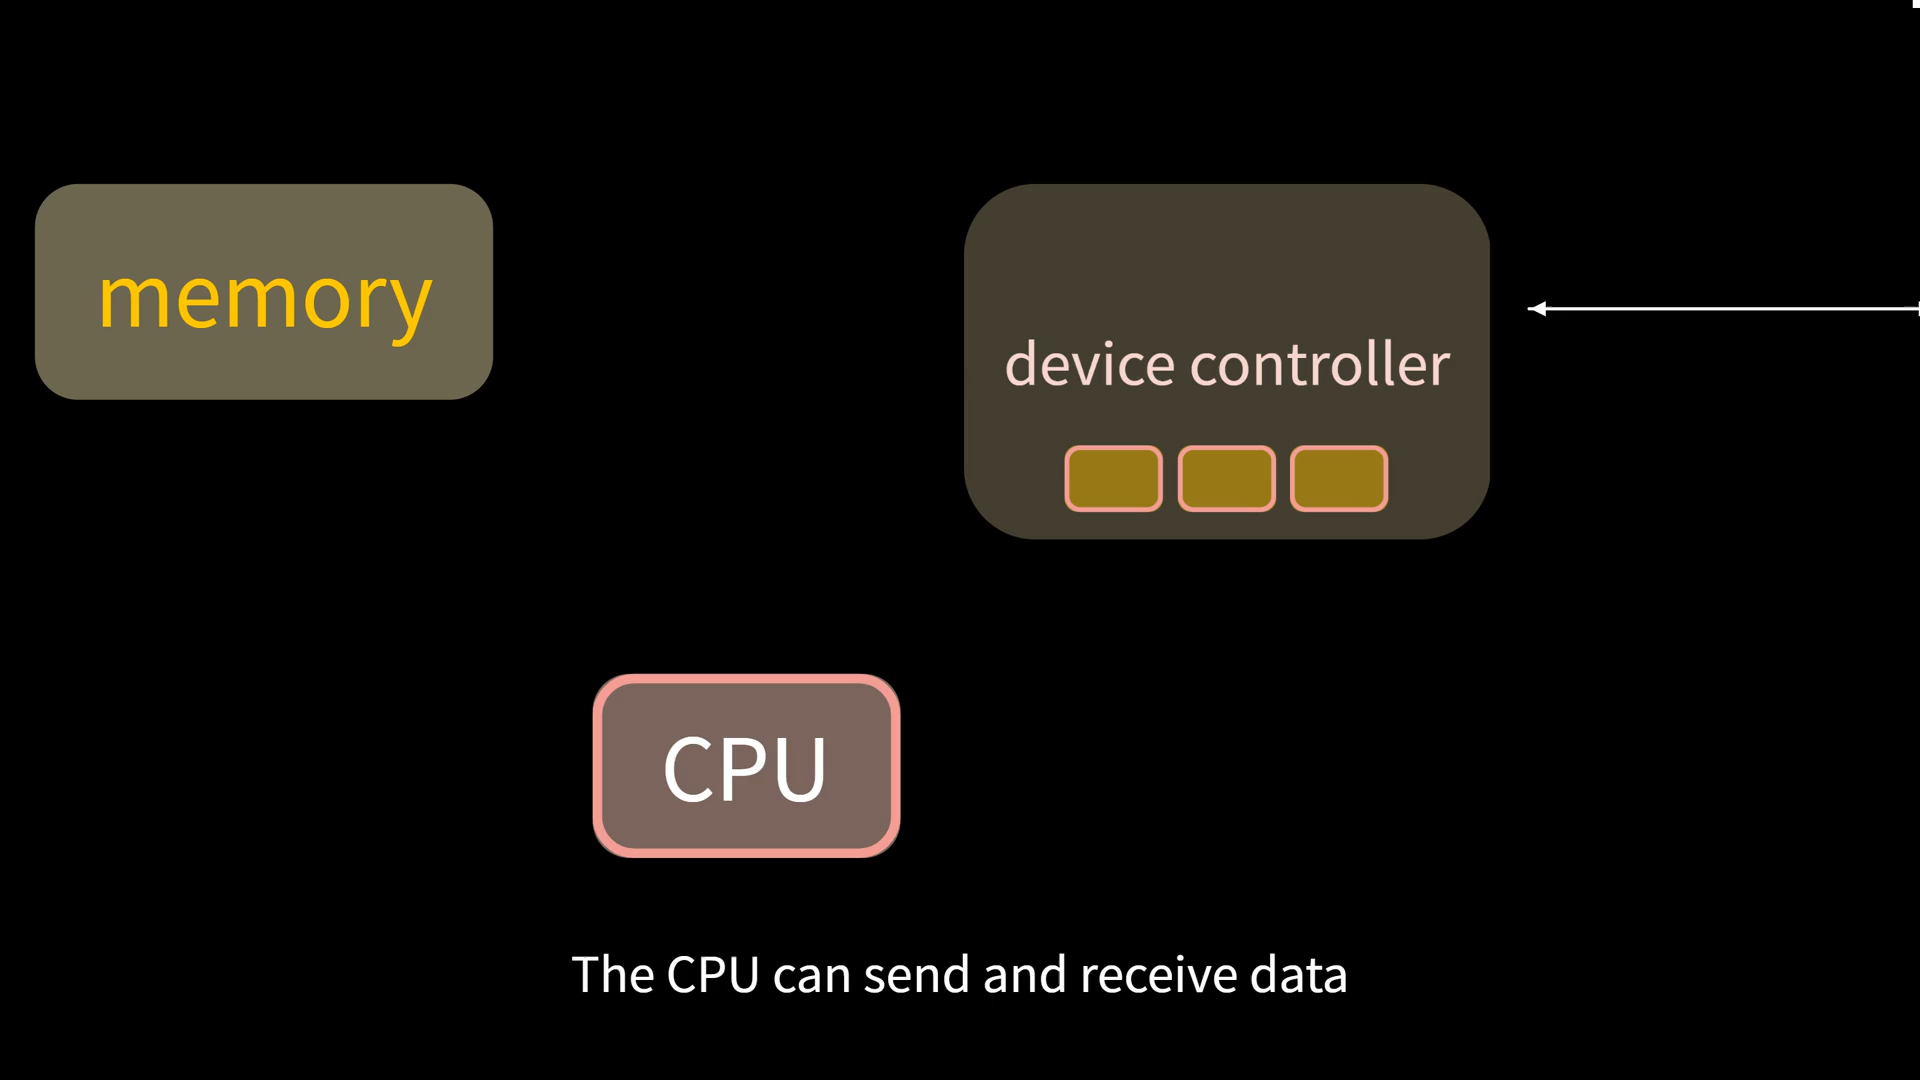 memory
device controller
CPU
The CPU can send and receive data